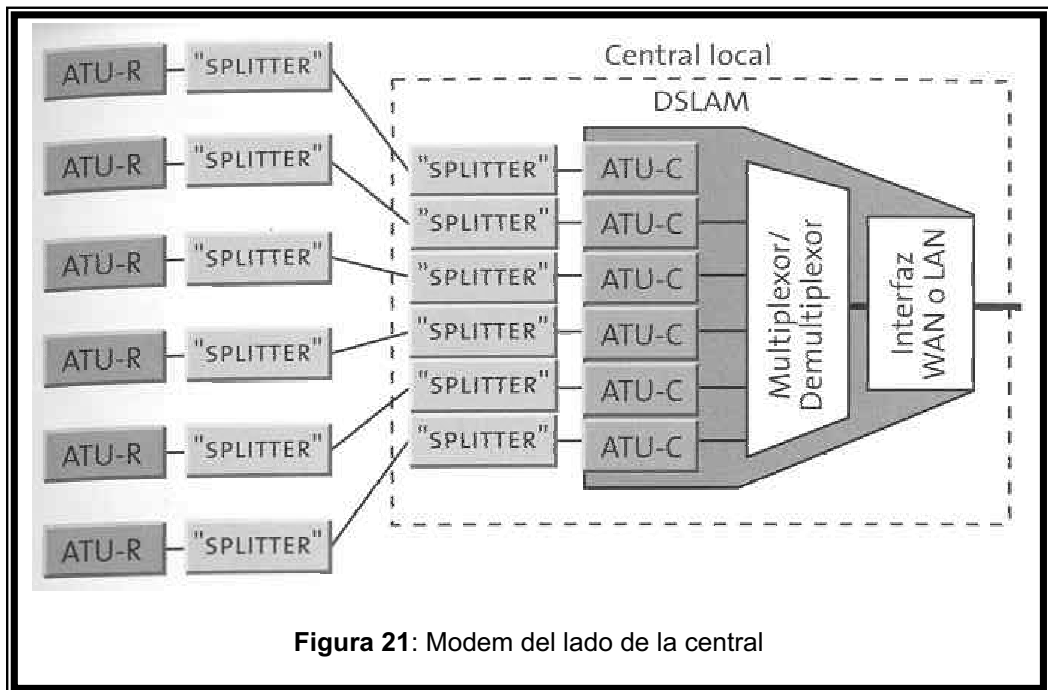 Central local
DSLAM
ATU-R
"SPLITTER"
ATU-R
"SPLITTER"
ATU-R
"SPLITTER"
ATU-R
"SPLITTER"
ATU-R
"SPLITTER"
ATU-R
"SPLITTER"
"SPLITTER"
ATU-C
"SPLITTER"
ATU-C
"SPLITTER"
ATU-C
"SPLITTER"
ATU-C
"SPLITTER"
ATU-C
"SPLITTER"
ATU-C
Multiplexor/
Demultiplexor
Interfaz
WAN o LAN
Figura 21: Modem del lado de la central